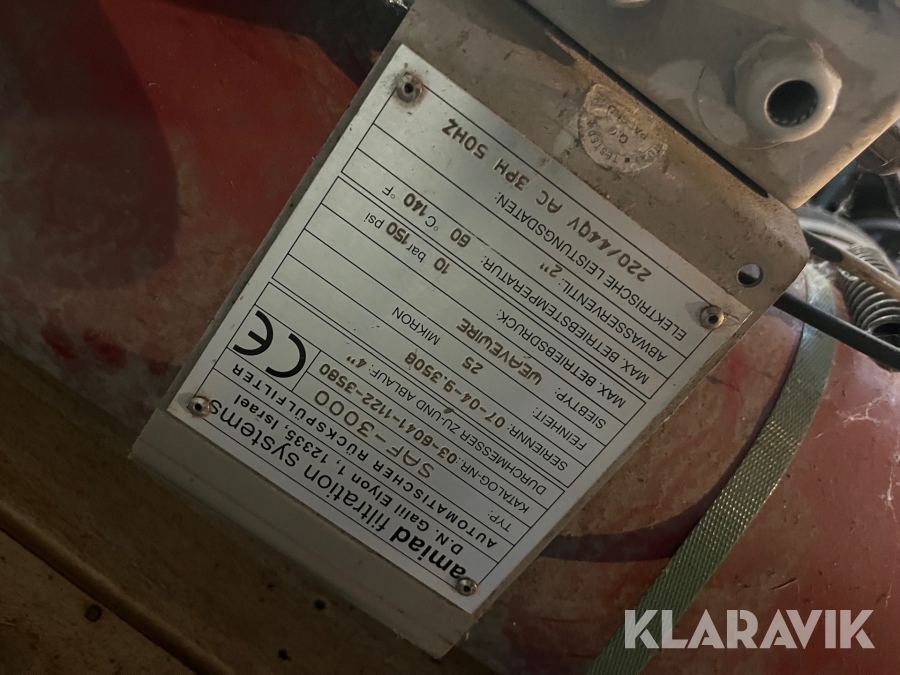 amiad filtration systems
D.N. Galil Elyon 1, 12335, Israel
AUTOMATISCHER RÜCKSPÜLFILTER
TYP: SAF-3000
KATALOG-NR: 03-6041-1122-3580
DURCHMESSER ZU-UND ABLAUF: 4"
SERIENNR: 07-04-9.3508
FEINHEIT: 25 MIKRON
SIEBTYP: WEAVEWIRE
MAX. BETRIEBSDRUCK: 10 bar 150 psi
MAX. BETRIEBSTEMPERATUR: 60 °C 140 °F
ABWASSERVENTIL: 2"
ELEKTRISCHE LEISTUNGSDATEN:
220/440V AC 3PH 50HZ
CE
TESTED
KLARAVIK